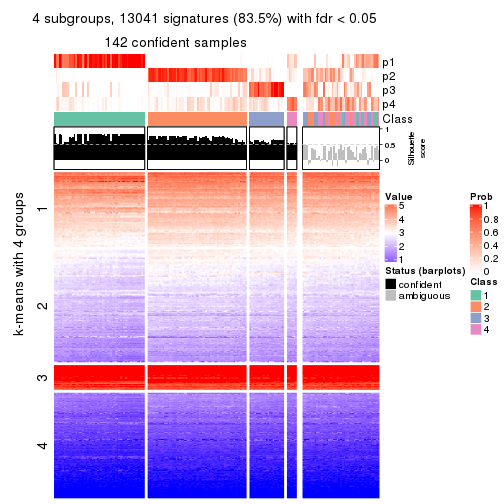 4 subgroups, 13041 signatures (83.5%) with fdr < 0.05
142 confident samples
p1
p2
p3
p4
Class
1
0.5
0
Silhouette
score
k-means with 4 groups
1
2
3
4
Value
5
4
3
2
1
Status (barplots)
confident
ambiguous
Prob
1
0.8
0.6
0.4
0.2
0
Class
1
2
3
4